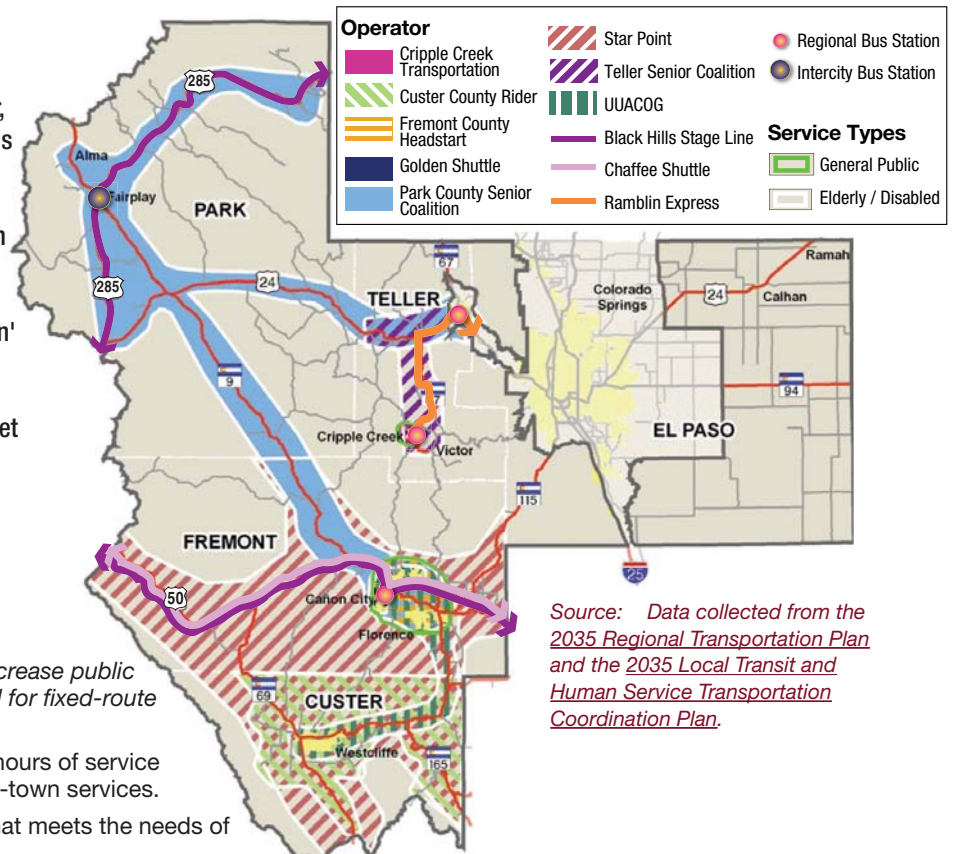 Operator
Cripple Creek
Transportation
Custer County Rider
Fremont County
Headstart
Golden Shuttle
Park County Senior
Coalition
Star Point
Teller Senior Coalition
UUACOG
Black Hills Stage Line
Chaffee Shuttle
Ramblin Express
Regional Bus Station
Intercity Bus Station
Service Types
General Public
Elderly / Disabled
285
Alma
Fairplay
PARK
285
24
67
TELLER
Colorado
Springs
Ramah
24
Calhan
9
7
94
Cripple Creek
Victor
EL PASO
115
FREMONT
25
50
Cañon City
Florence
69
CUSTER
Westcliffe
165
Source: Data collected from the
2035 Regional Transportation Plan
and the 2035 Local Transit and
Human Service Transportation
Coordination Plan.
crease public
for fixed-route
hours of service
-town services.
hat meets the needs of